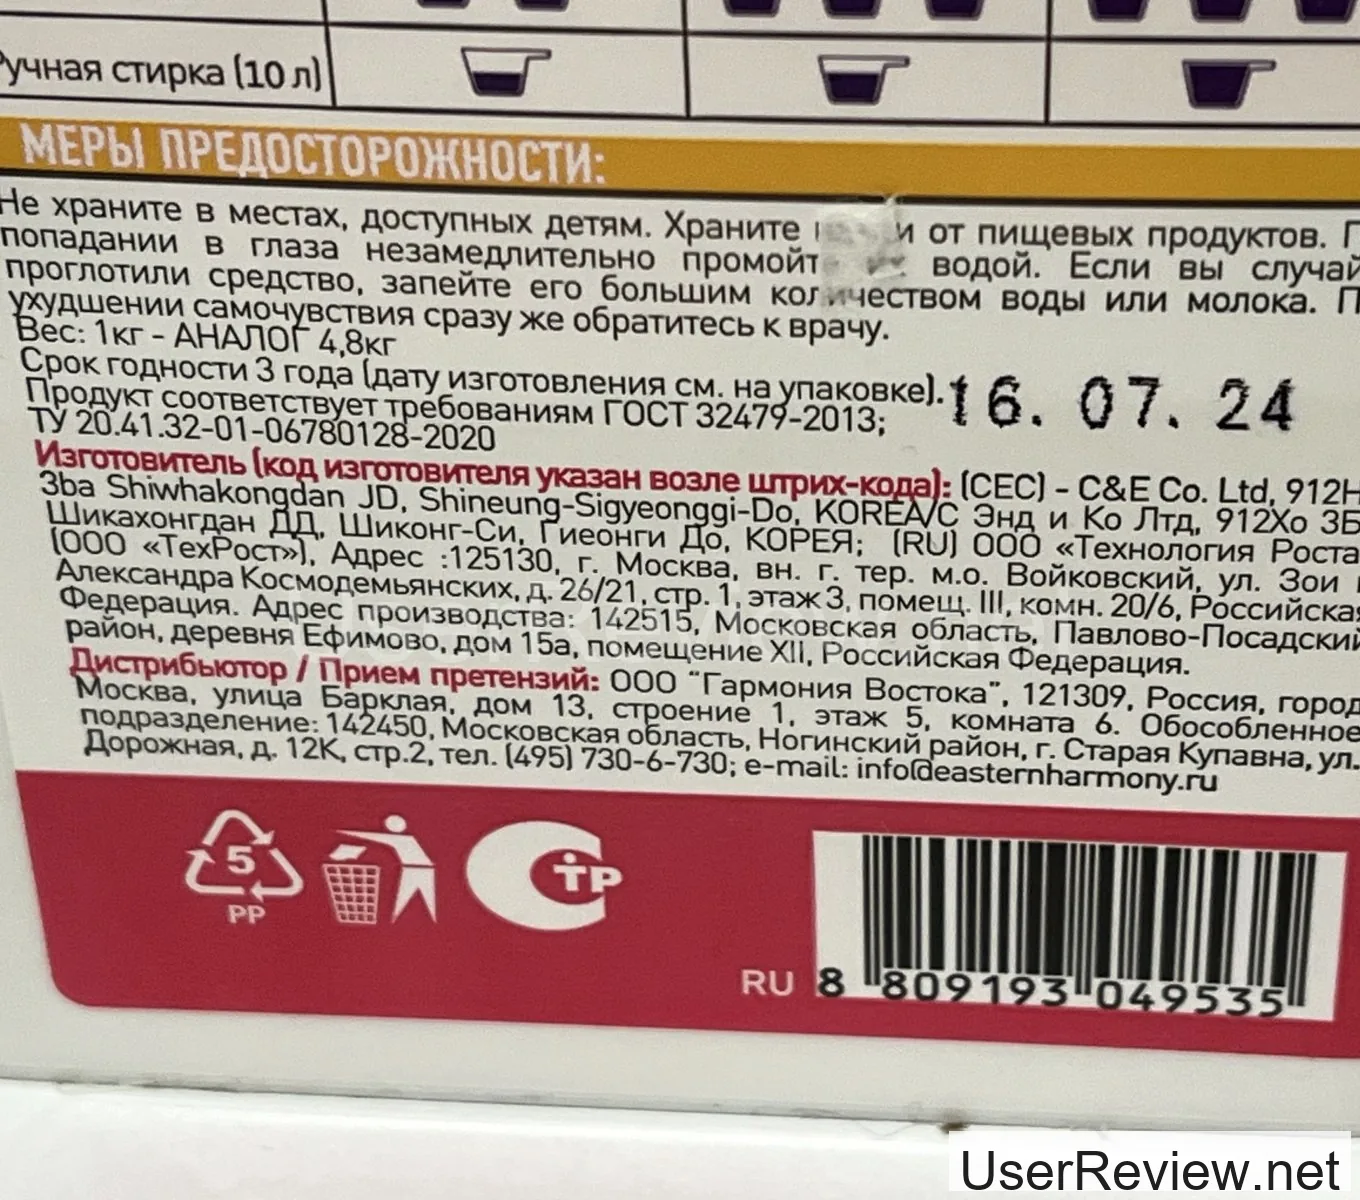 Ручная стирка (10 л)
МЕРЫ ПРЕДОСТОРОЖНОСТИ:
Не храните в местах, доступных детям. Храните и от пищевых продуктов. П
попадании в глаза незамедлительно промойт водой. Если вы случай
проглотили средство, запейте его большим количеством воды или молока. П
ухудшении самочувствия сразу же обратитесь к врачу.
Вес: 1кг - АНАЛОГ 4,8кг
Срок годности 3 года (дату изготовления см. на упаковке).
16. 07. 24
Продукт соответствует требованиям ГОСТ 32479-2013;
ТУ 20.41.32-01-06780128-2020
Изготовитель (код изготовителя указан возле штрих-кода): (CEC) - C&E Co. Ltd, 912H
3ba Shiwhakongdan JD, Shineung-Sigyeonggi-Do, KOREA/С Энд и Ко Лтд, 912Хо 3Б
Шикахонгдан ДД, Шиконг-Си, Гиеонги До, КОРЕЯ; (RU) ООО «Технология Роста
(ООО «ТехРост»), Адрес :125130, г. Москва, вн. г. тер. м.о. Войковский, ул. Зои и
Александра Космодемьянских, д. 26/21, стр. 1, этаж 3, помещ. III, комн. 20/6, Российская
Федерация. Адрес производства: 142515, Московская область, Павлово-Посадский
район, деревня Ефимово, дом 15а, помещение XII, Российская Федерация.
Дистрибьютор / Прием претензий: ООО "Гармония Востока", 121309, Россия, город
Москва, улица Барклая, дом 13, строение 1, этаж 5, комната 6. Обособленное
подразделение: 142450, Московская область, Ногинский район, г. Старая Купавна, ул.
Дорожная, д. 12К, стр.2, тел. (495) 730-6-730; e-mail: info@easternharmony.ru
5
PP
СТР
RU 8 809193 049535
UserReview.net